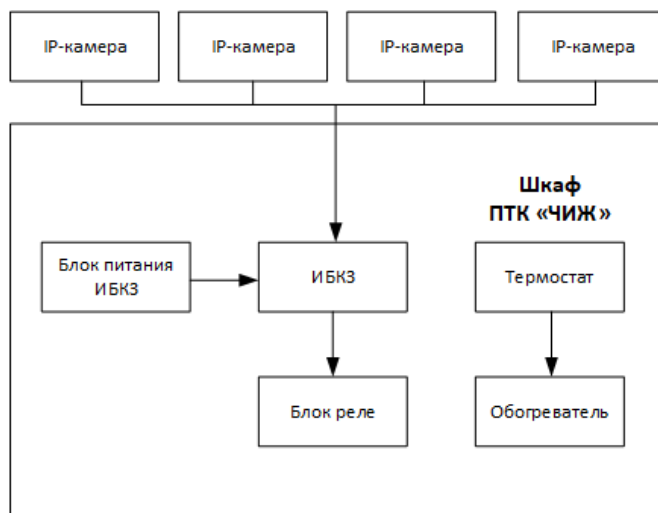 IP-камера
IP-камера
IP-камера
IP-камера
Шкаф
ПТК «ЧИЖ»
Блок питания
ИБКЗ
ИБКЗ
Термостат
Блок реле
Обогреватель